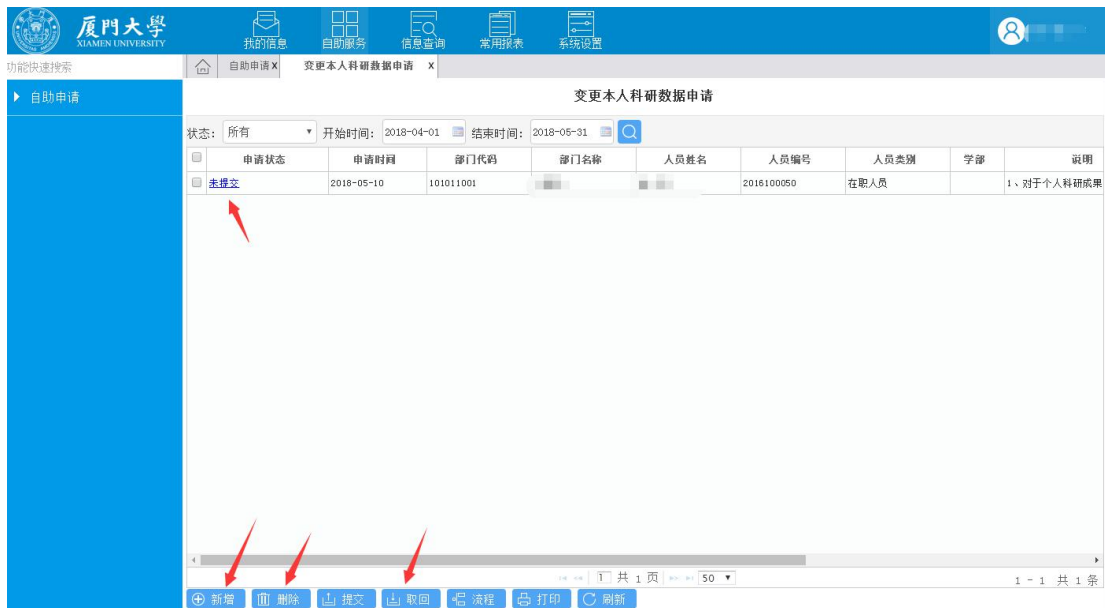 厦門大學
XIAMEN UNIVERSITY
我的信息 自助服务 信息查询 常用报表 系统设置
功能快速搜索
自助申请X 变更本人科研数据申请 X
自助申请
变更本人科研数据申请
状态: 所有 开始时间: 2018-04-01 结束时间: 2018-05-31
申请状态 申请时间 部门代码 部门名称 人员姓名 人员编号 人员类别 学部 说明
未提交 2018-05-10 101011001 2016100050 在职人员 1、对于个人科研成果
1 共 1 页 50
1 - 1 共 1 条
新增 删除 提交 取回 流程 打印 刷新